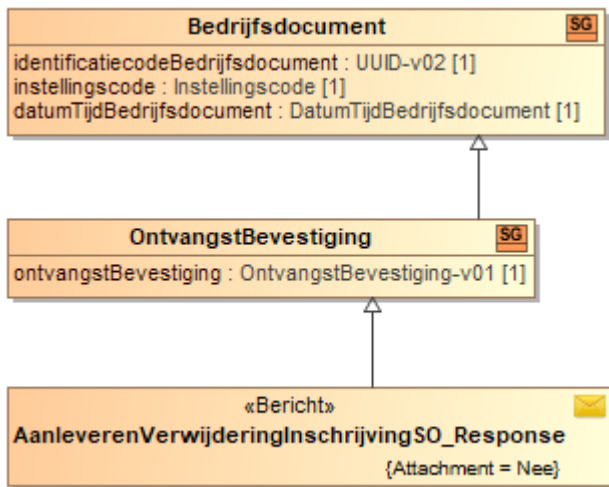 Bedrijfsdocument SG
identificatiecodeBedrijfsdocument : UUID-v02 [1]
instellingscode : Instellingscode [1]
datumTijdBedrijfsdocument : DatumTijdBedrijfsdocument [1]
OntvangstBevestiging SG
ontvangstBevestiging : OntvangstBevestiging-v01 [1]
«Bericht»
AanleverenVerwijderingInschrijvingSO_Response
{Attachment = Nee}